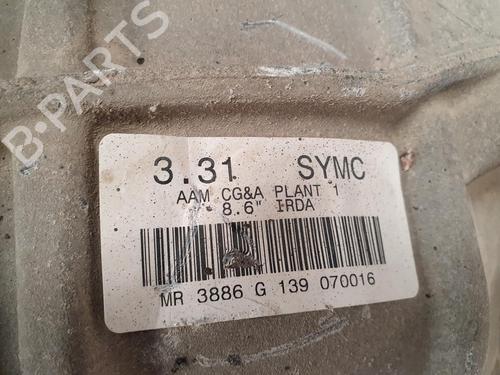 B-PARTS
3.31 SYMC
AAM CG&A PLANT 1
8.6" IRDA
MR 3886 G 139 070016